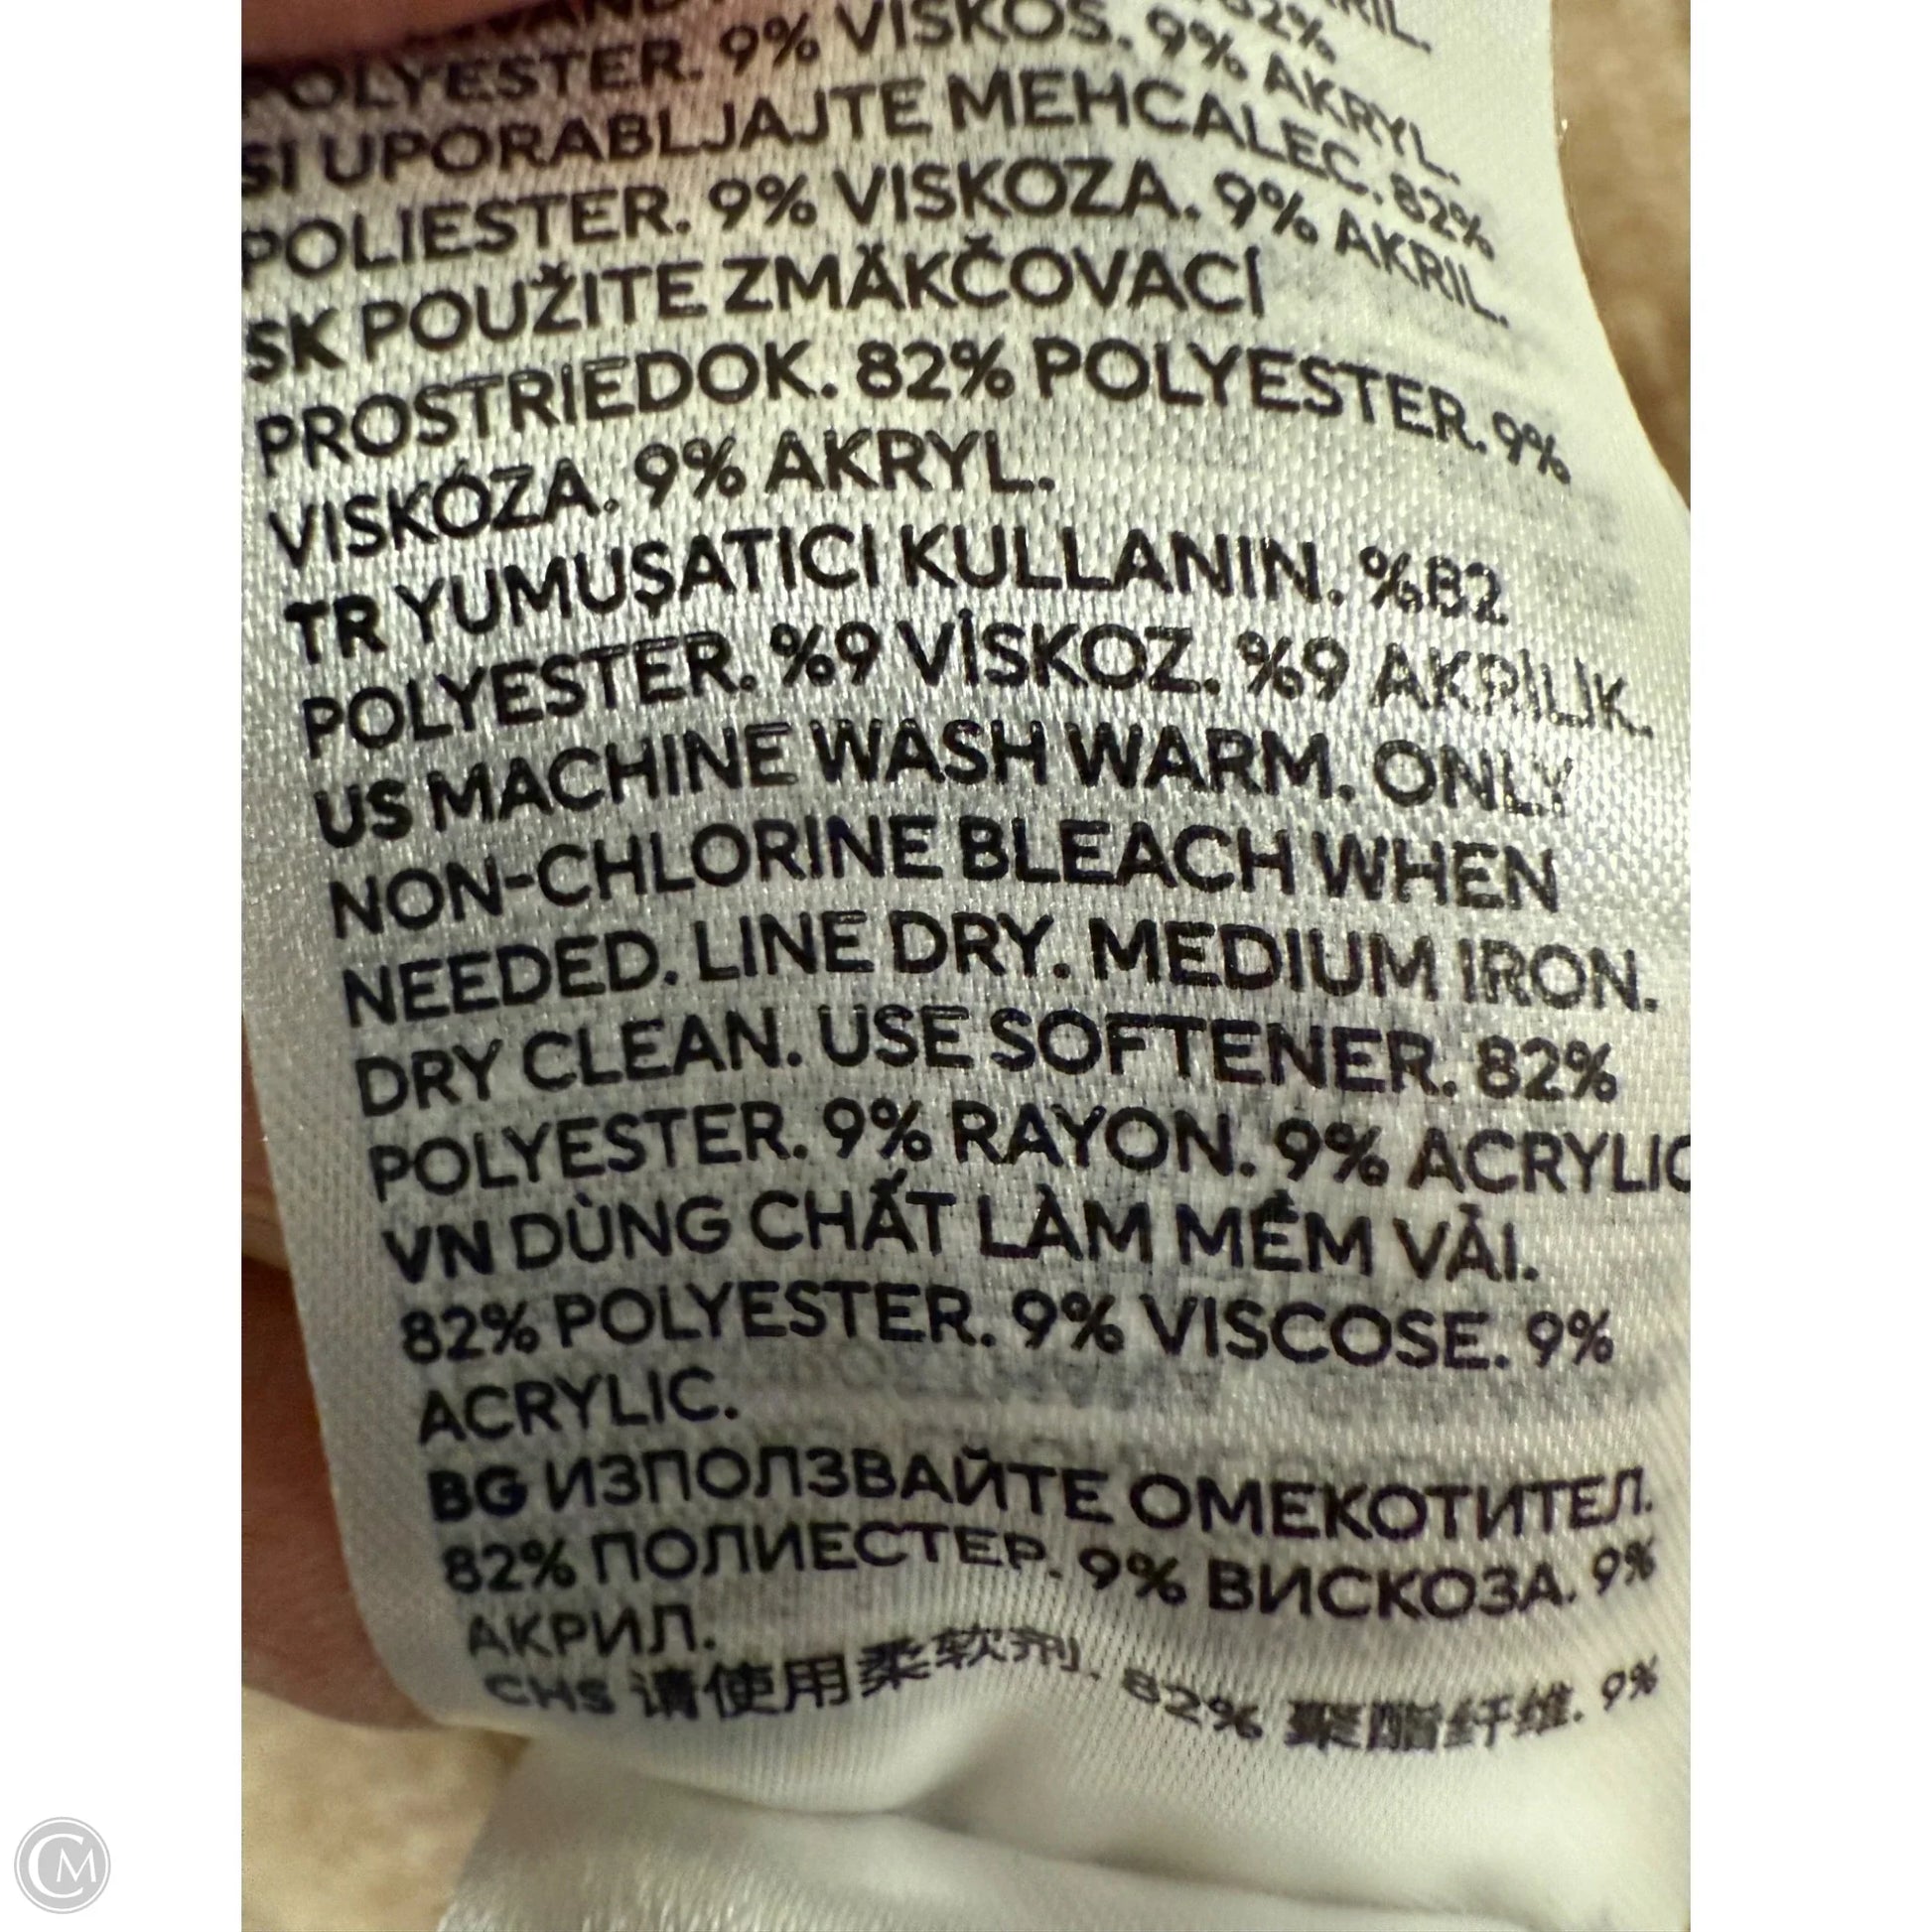 POLYESTER. 9% VISKOS. 9% AKRYL.
SI UPORABLJAJTE MEHCALEC. 82%
POLIESTER. 9% VISKOZA. 9% AKRIL.
SK POUŽITE ZMÄKČOVACÍ
PROSTRIEDOK. 82% POLYESTER. 9%
VISKÓZA. 9% AKRYL.
TR YUMUŞATICI KULLANIN. %82
POLYESTER. %9 VİSKOZ. %9 AKRİLİK.
US MACHINE WASH WARM. ONLY
NON-CHLORINE BLEACH WHEN
NEEDED. LINE DRY. MEDIUM IRON.
DRY CLEAN. USE SOFTENER. 82%
POLYESTER. 9% RAYON. 9% ACRYLIC
VN DÙNG CHẤT LÀM MỀM VẢI.
82% POLYESTER. 9% VISCOSE. 9%
ACRYLIC.
BG ИЗПОЛЗВАЙТЕ ОМЕКОТИТЕЛ.
82% ПОЛИЕСТЕР. 9% ВИСКОЗА. 9%
АКРИЛ.
CHS 请使用柔软剂. 82% 聚酯纤维. 9%
CM